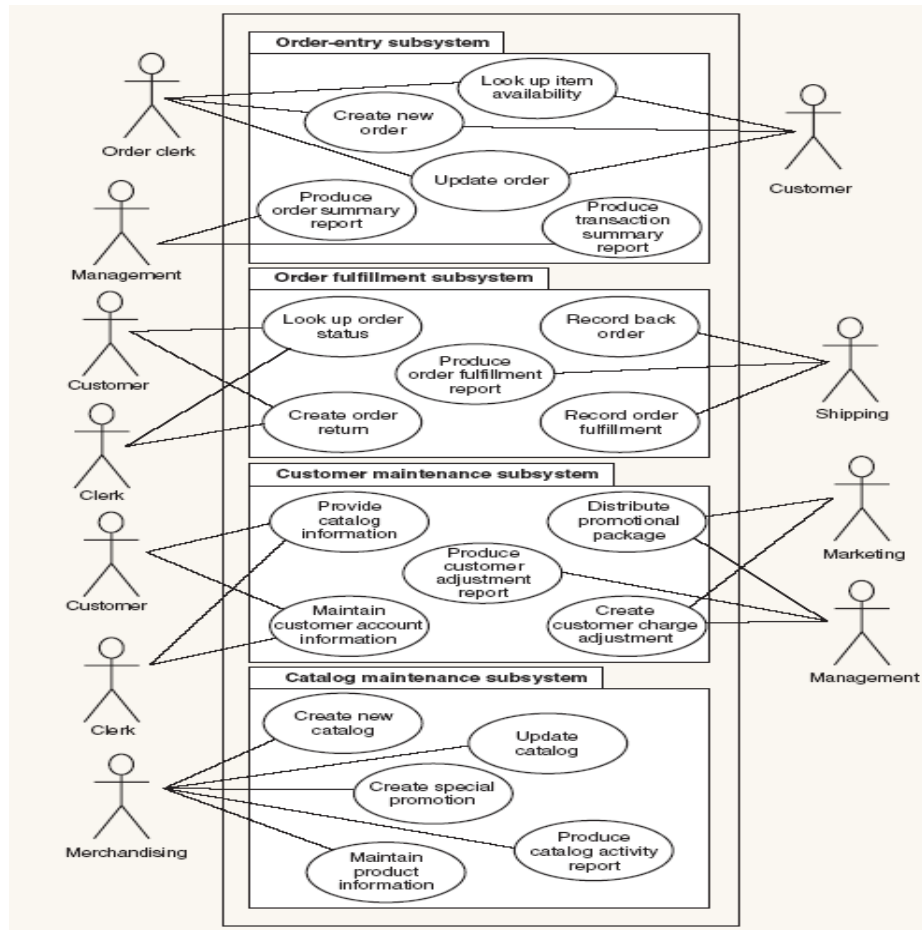 Order-entry subsystem
Look up item
availability
Create new
order
Order clerk
Update order
Customer
Produce
order summary
report
Produce
transaction
summary
report
Management
Order fulfillment subsystem
Look up order
status
Record back
order
Produce
order fulfillment
report
Customer
Create order
return
Record order
fulfillment
Shipping
Clerk
Customer maintenance subsystem
Provide
catalog
information
Distribute
promotional
package
Marketing
Produce
customer
adjustment
report
Customer
Maintain
customer account
information
Create
customer charge
adjustment
Management
Clerk
Catalog maintenance subsystem
Create new
catalog
Update
catalog
Create special
promotion
Merchandising
Produce
catalog activity
report
Maintain
product
information